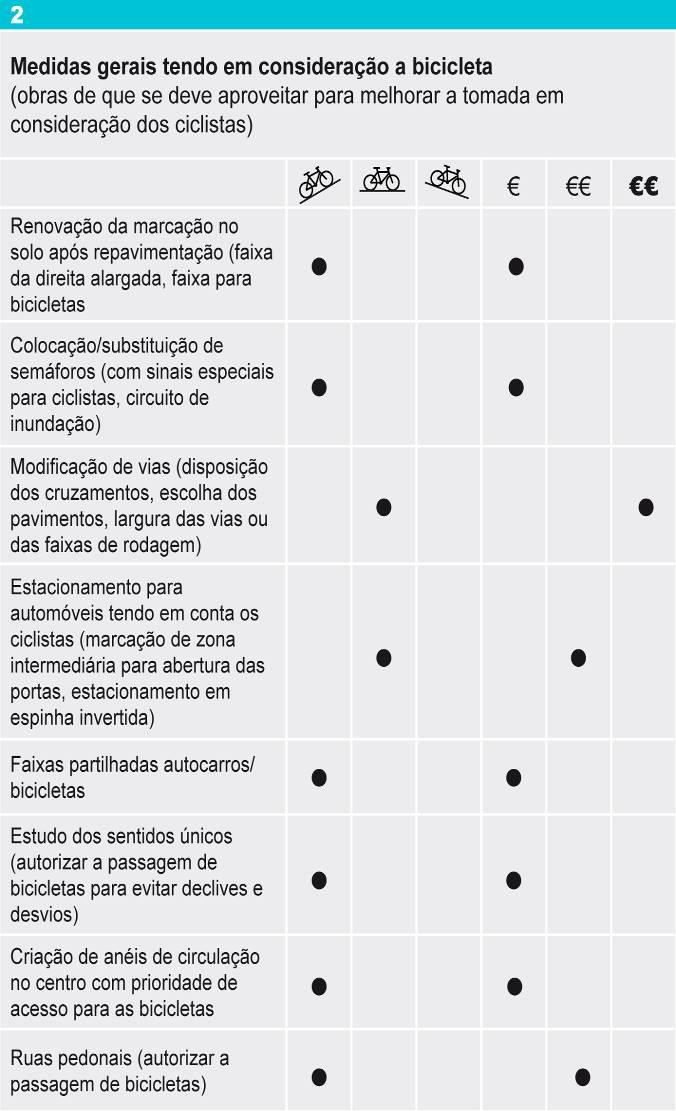 2
Medidas gerais tendo em consideração a bicicleta
(obras de que se deve aproveitar para melhorar a tomada em
consideração dos ciclistas)
€ €€ €€
Renovação da marcação no
solo após repavimentação (faixa
da direita alargada, faixa para
bicicletas
Colocação/substituição de
semáforos (com sinais especiais
para ciclistas, circuito de
inundação)
Modificação de vias (disposição
dos cruzamentos, escolha dos
pavimentos, largura das vias ou
das faixas de rodagem)
Estacionamento para
automóveis tendo em conta os
ciclistas (marcação de zona
intermediária para abertura das
portas, estacionamento em
espinha invertida)
Faixas partilhadas autocarros/
bicicletas
Estudo dos sentidos únicos
(autorizar a passagem de
bicicletas para evitar declives e
desvios)
Criação de anéis de circulação
no centro com prioridade de
acesso para as bicicletas
Ruas pedonais (autorizar a
passagem de bicicletas)